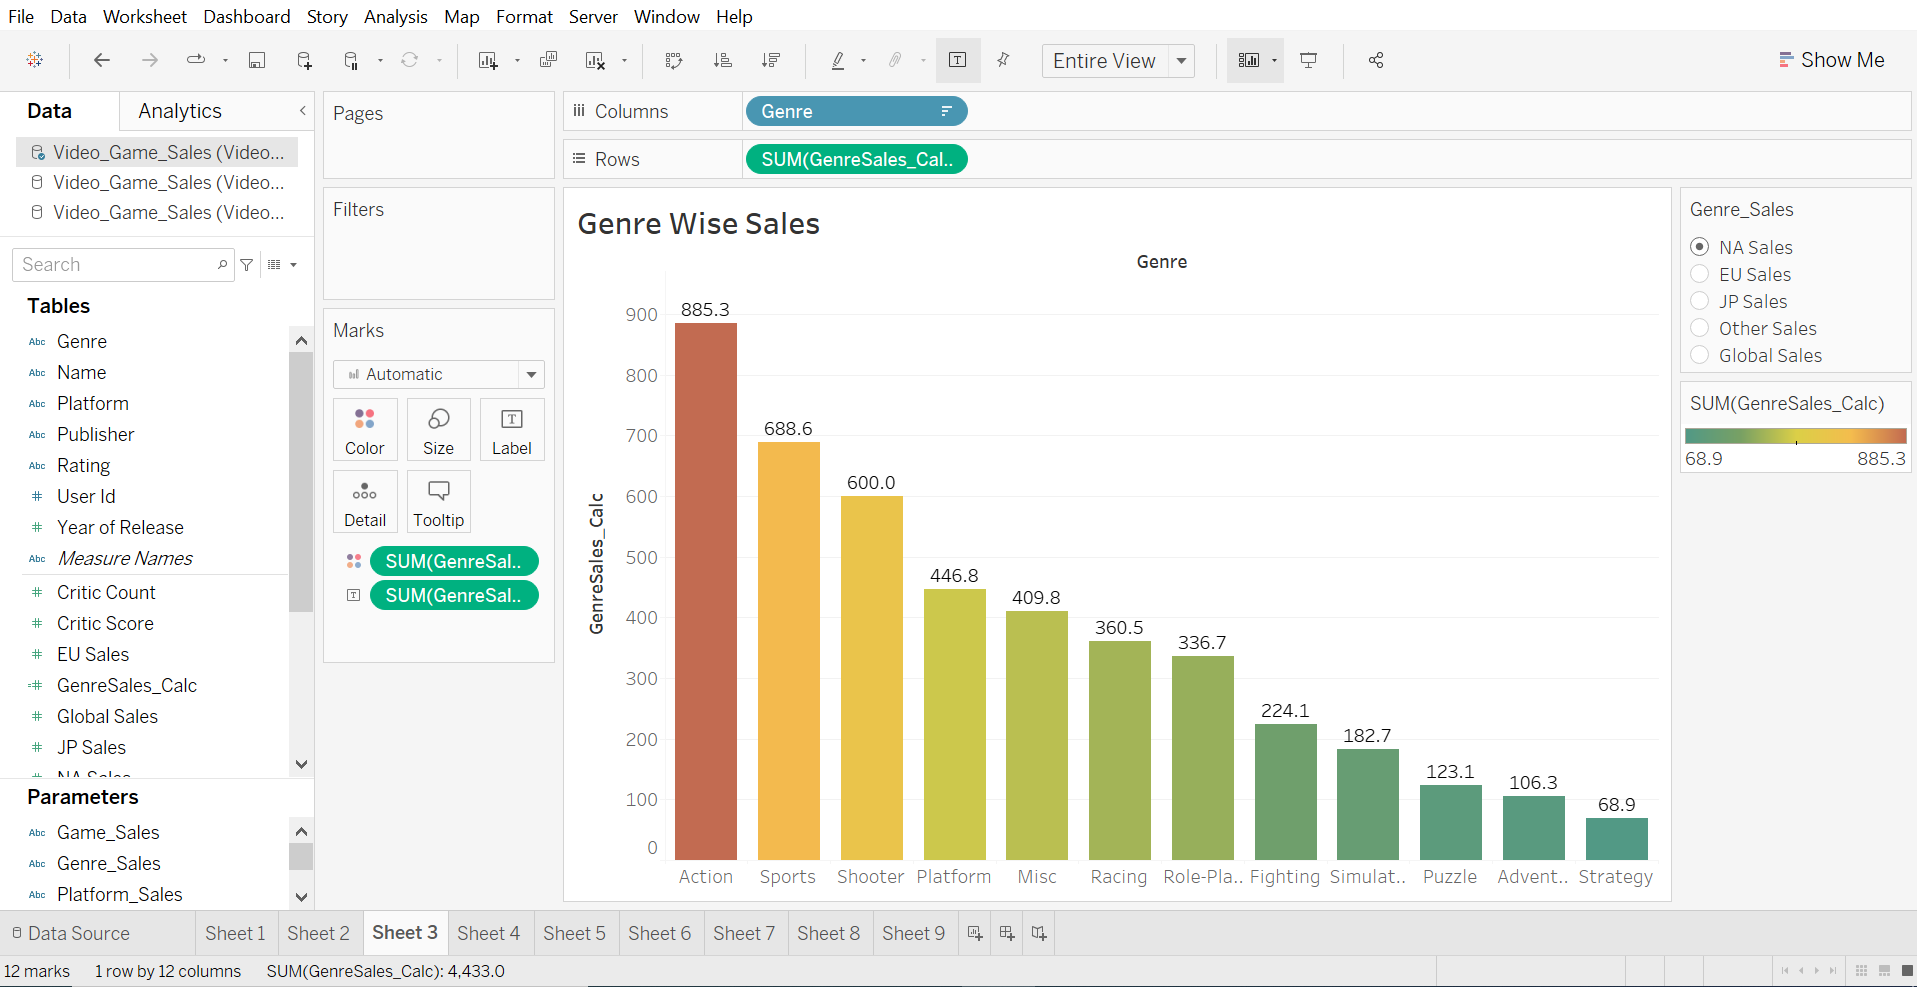 File Data Worksheet Dashboard Story Analysis Map Format Server Window Help
Entire View
Show Me
Data Analytics
Video_Game_Sales (Video...
Video_Game_Sales (Video...
Video_Game_Sales (Video...
Search
Tables
Abc Genre
Abc Name
Abc Platform
Abc Publisher
Abc Rating
# User Id
# Year of Release
Abc Measure Names
# Critic Count
# Critic Score
# EU Sales
=# GenreSales_Calc
# Global Sales
# JP Sales
# NA Sales
Parameters
Abc Game_Sales
Abc Genre_Sales
Abc Platform_Sales
Pages
Filters
Marks
Automatic
Color Size T Label
Detail Tooltip
SUM(GenreSal..
T SUM(GenreSal..
Columns Genre
Rows SUM(GenreSales_Cal..
Genre Wise Sales
Genre
GenreSales_Calc
900
800
700
600
500
400
300
200
100
0
885.3
688.6
600.0
446.8
409.8
360.5
336.7
224.1
182.7
123.1
106.3
68.9
Action Sports Shooter Platform Misc Racing Role-Pla.. Fighting Simulat.. Puzzle Advent.. Strategy
Genre_Sales
NA Sales
EU Sales
JP Sales
Other Sales
Global Sales
SUM(GenreSales_Calc)
68.9 885.3
Data Source Sheet 1 Sheet 2 Sheet 3 Sheet 4 Sheet 5 Sheet 6 Sheet 7 Sheet 8 Sheet 9
12 marks 1 row by 12 columns SUM(GenreSales_Calc): 4,433.0